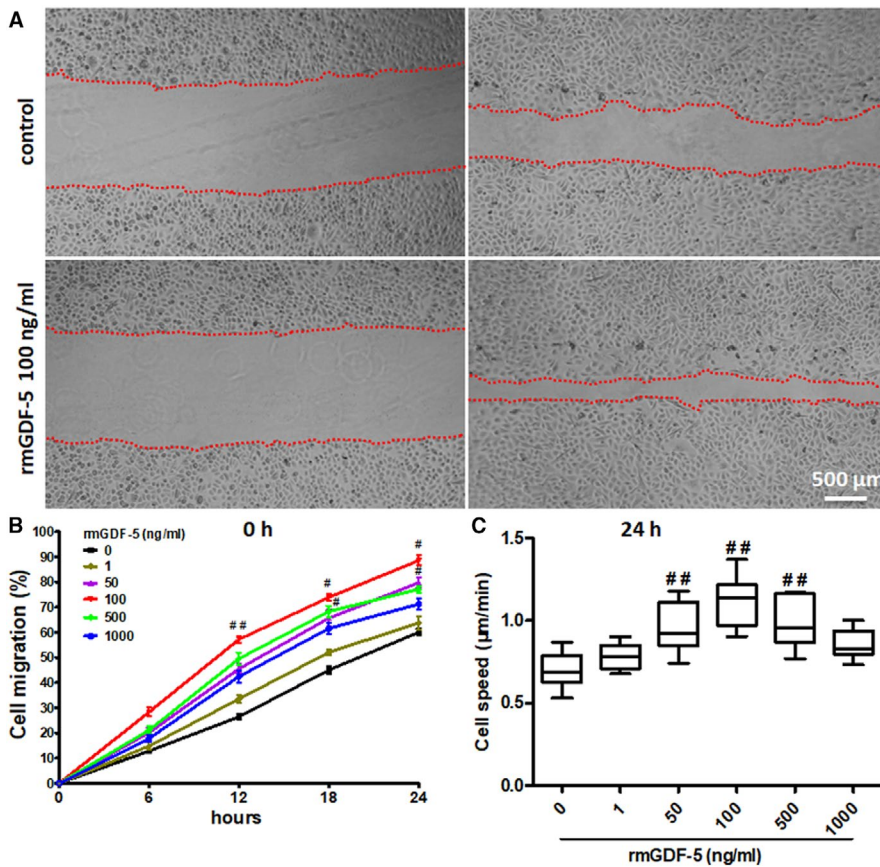 A
control
rmGDF-5 100 ng/ml
500 µm
B
0 h
rmGDF-5 (ng/ml)
0
1
50
100
500
1000
Cell migration (%)
100
90
80
70
60
50
40
30
20
10
0
# #
#
#
#
#
0 6 12 18 24
hours
C
24 h
Cell speed (µm/min)
1.5
1.0
0.5
0.0
##
##
##
0 1 50 100 500 1000
rmGDF-5 (ng/ml)